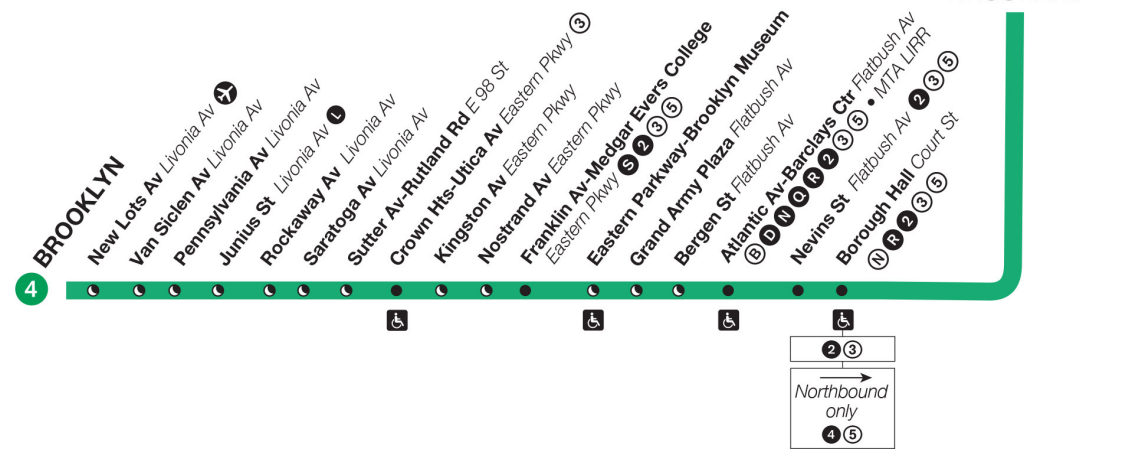 BROOKLYN
New Lots Av Livonia Av
Van Siclen Av Livonia Av
Pennsylvania Av Livonia Av
Junius St Livonia Av L
Rockaway Av Livonia Av
Saratoga Av Livonia Av
Sutter Av-Rutland Rd E 98 St
Crown Hts-Utica Av Eastern Pkwy 3
Kingston Av Eastern Pkwy
Nostrand Av Eastern Pkwy
Franklin Av-Medgar Evers College
Eastern Pkwy S 2 3 5
Eastern Parkway-Brooklyn Museum
Grand Army Plaza Flatbush Av
Bergen St Flatbush Av
Atlantic Av-Barclays Ctr Flatbush Av
B D N Q R 2 3 5 • MTA LIRR
Nevins St Flatbush Av 2 3 5
Borough Hall Court St
N R 2 3 5
4
2 3
Northbound
only
4 5